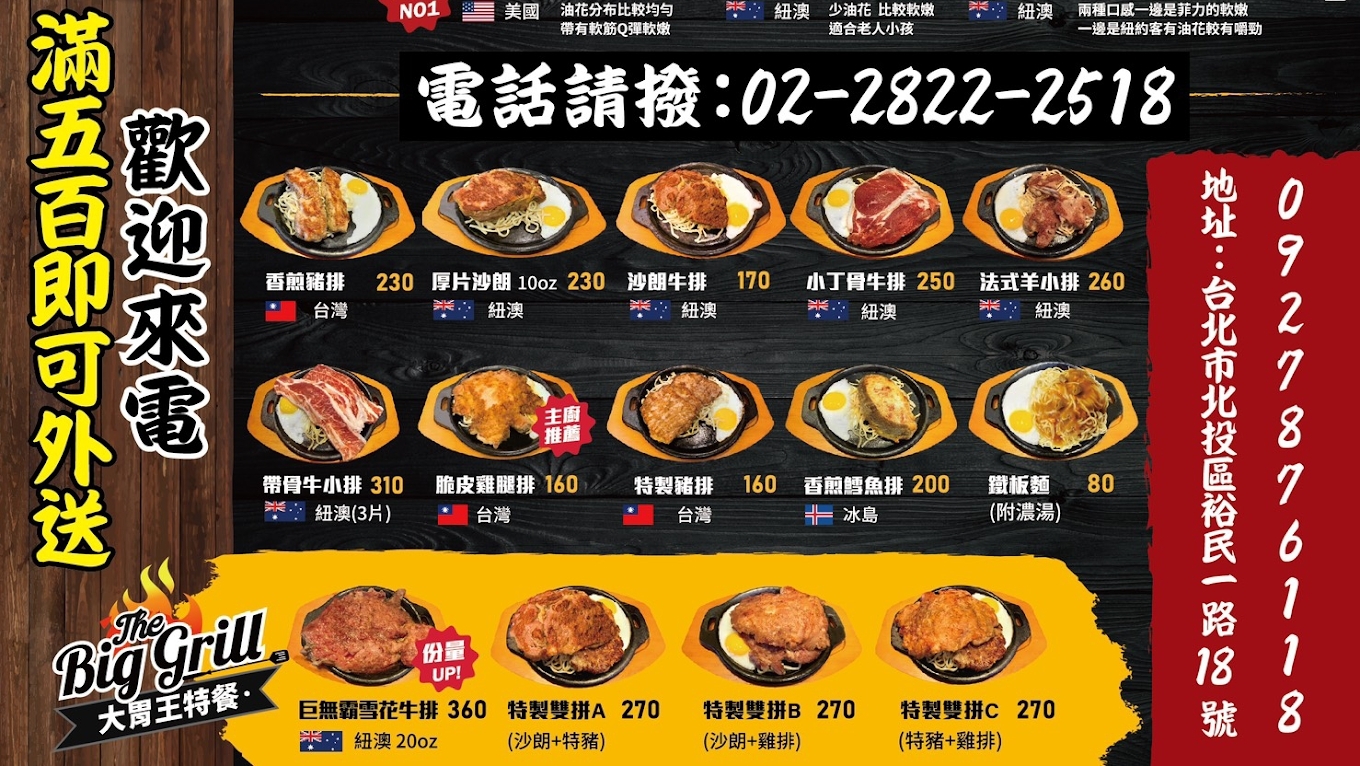 NO1
美國
油花分布比較均勻
帶有軟筋Q彈軟嫩
紐澳
少油花 比較軟嫩
適合老人小孩
紐澳
兩種口感一邊是菲力的軟嫩
一邊是紐約客有油花較有嚼勁
滿五百即可外送
歡迎來電
電話請撥:02-2822-2518
香煎豬排 230
台灣
厚片沙朗 10oz 230
紐澳
沙朗牛排 170
紐澳
小丁骨牛排 250
紐澳
法式羊小排 260
紐澳
帶骨牛小排 310
紐澳(3片)
主廚
推薦
脆皮雞腿排 160
台灣
特製豬排 160
台灣
香煎鱈魚排 200
冰島
鐵板麵 80
(附濃湯)
The
Big Grill
大胃王特餐.
份量
UP!
巨無霸雪花牛排 360
紐澳 20oz
特製雙拼A 270
(沙朗+特豬)
特製雙拼B 270
(沙朗+雞排)
特製雙拼C 270
(特豬+雞排)
0927876118
地址:台北市北投區裕民一路18號